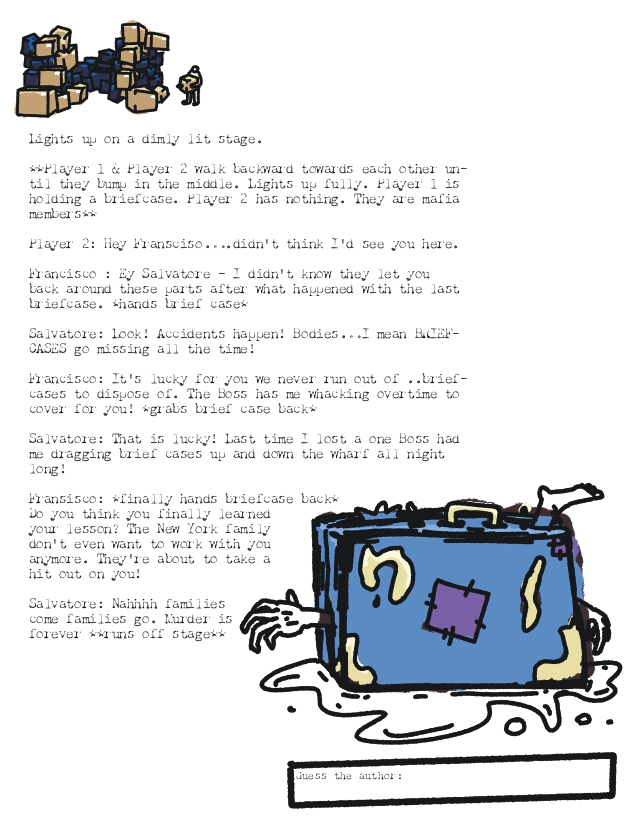 Lights up on a dimly lit stage.
**Player 1 & Player 2 walk backward towards each other un-
til they bump in the middle. Lights up fully. Player 1 is
holding a briefcase. Player 2 has nothing. They are mafia
members**
Player 2: Hey Fransciso....didn't think I'd see you here.
Francisco : Ey Salvatore - I didn't know they let you
back around these parts after what happened with the last
briefcase. *hands brief case*
Salvatore: Look! Accidents happen! Bodies...I mean BRIEF-
CASES go missing all the time!
Francisco: It's lucky for you we never run out of ..brief-
cases to dispose of. The Boss has me whacking overtime to
cover for you! *grabs brief case back*
Salvatore: That is lucky! Last time I lost a one Boss had
me dragging brief cases up and down the wharf all night
long!
Fransisco: *finally hands briefcase back*
Do you think you finally learned
your lesson? The New York family
don't even want to work with you
anymore. They're about to take a
hit out on you!
Salvatore: Nahhhh families
come families go. Murder is
forever **runs off stage**
Guess the author: